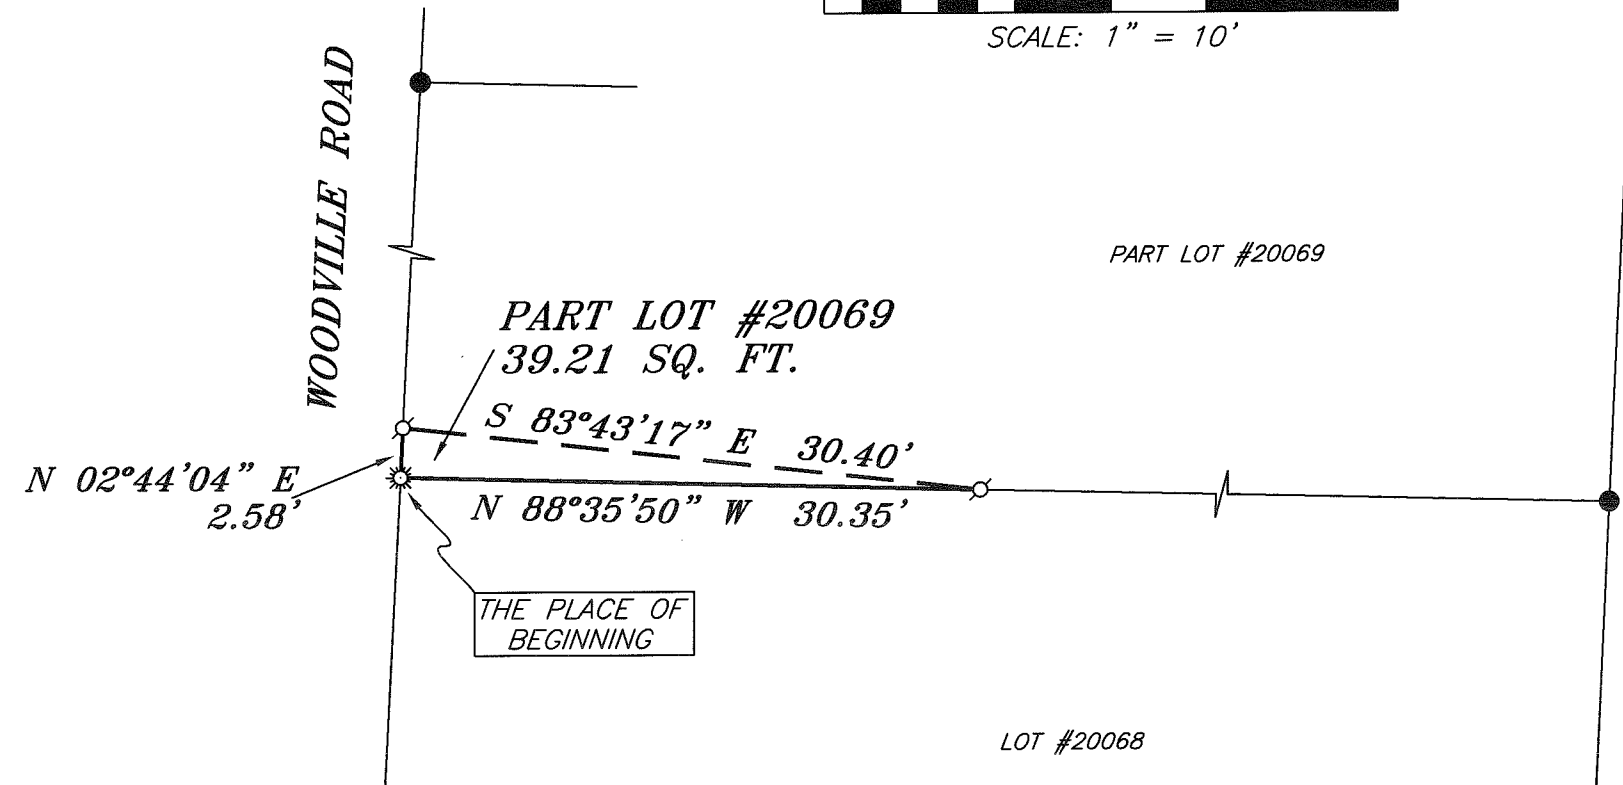 SCALE: 1" = 10'
WOODVILLE ROAD
PART LOT #20069
PART LOT #20069
39.21 SQ. FT.
S 83°43'17" E 30.40'
N 02°44'04" E
2.58'
N 88°35'50" W 30.35'
THE PLACE OF
BEGINNING
LOT #20068